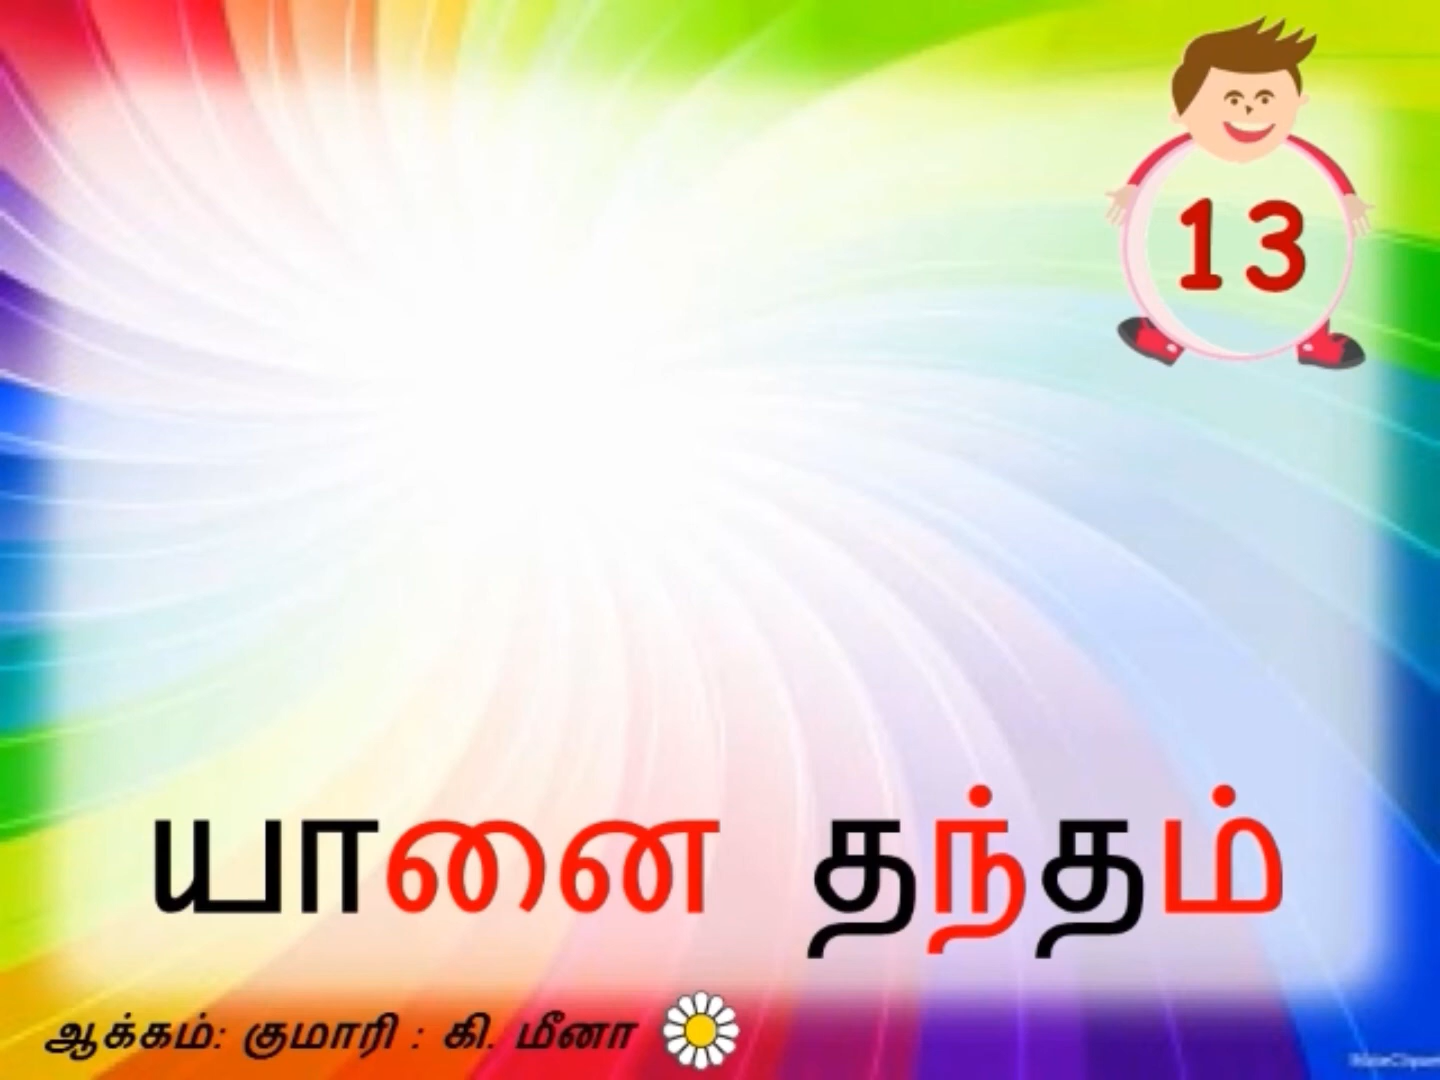 13
யானை தந்தம்
ஆக்கம்: குமாரி : கி. மீனா